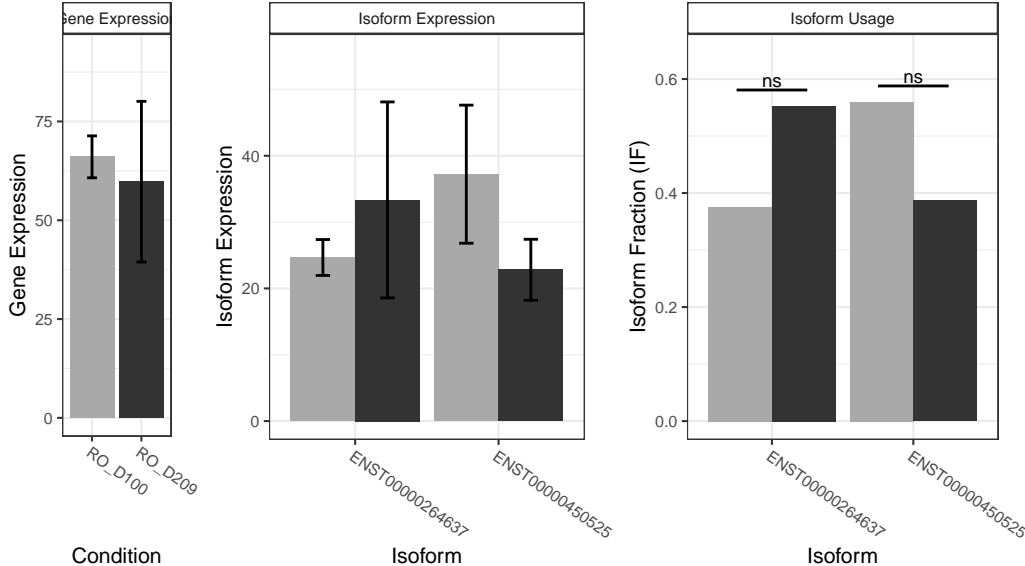 Gene Expression
Gene Expression
75
50
25
0
RO_D100
RO_D209
Condition
Isoform Expression
Isoform Expression
40
20
0
ENST00000264637
ENST00000450525
Isoform
Isoform Usage
Isoform Fraction (IF)
0.6
0.4
0.2
0.0
ns
ns
ENST00000264637
ENST00000450525
Isoform